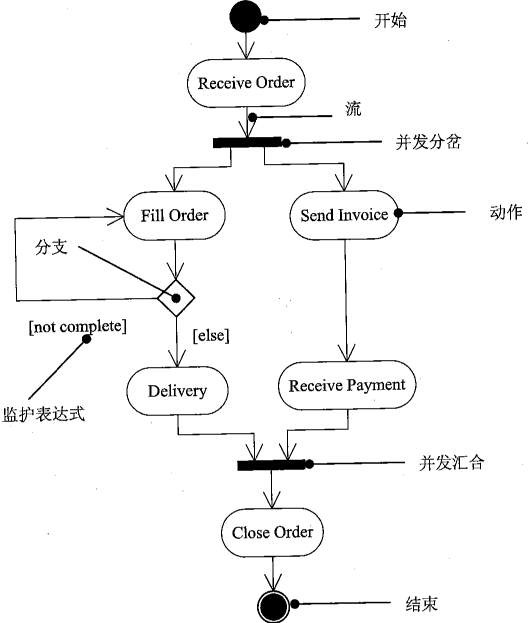 开始
Receive Order
流
并发分岔
Fill Order
Send Invoice
动作
分支
[not complete]
[else]
Delivery
Receive Payment
监护表达式
并发汇合
Close Order
结束